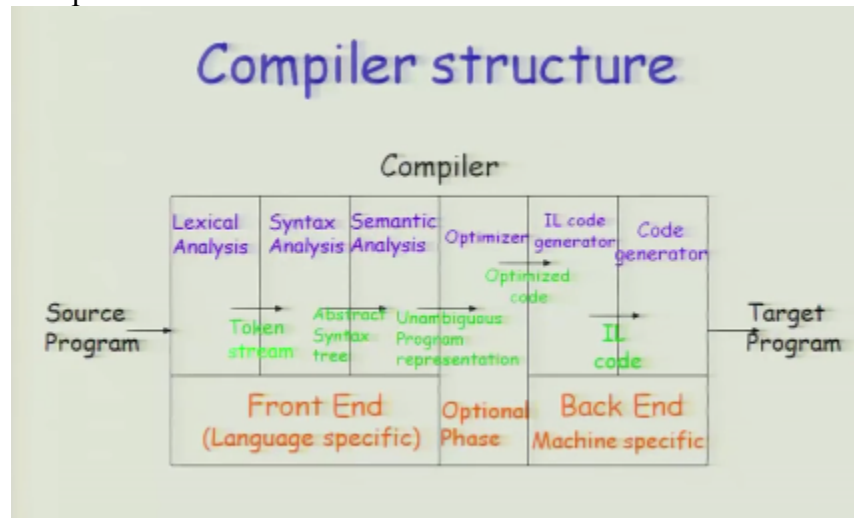 Compiler structure
Compiler
Lexical
Analysis
Syntax
Analysis
Semantic
Analysis
Optimizer
IL code
generator
Code
generator
Optimized
code
Source
Program
Token
stream
Abstract
Syntax
tree
Unambiguous
Program
representation
IL
code
Target
Program
Front End
(Language specific)
Optional
Phase
Back End
Machine specific